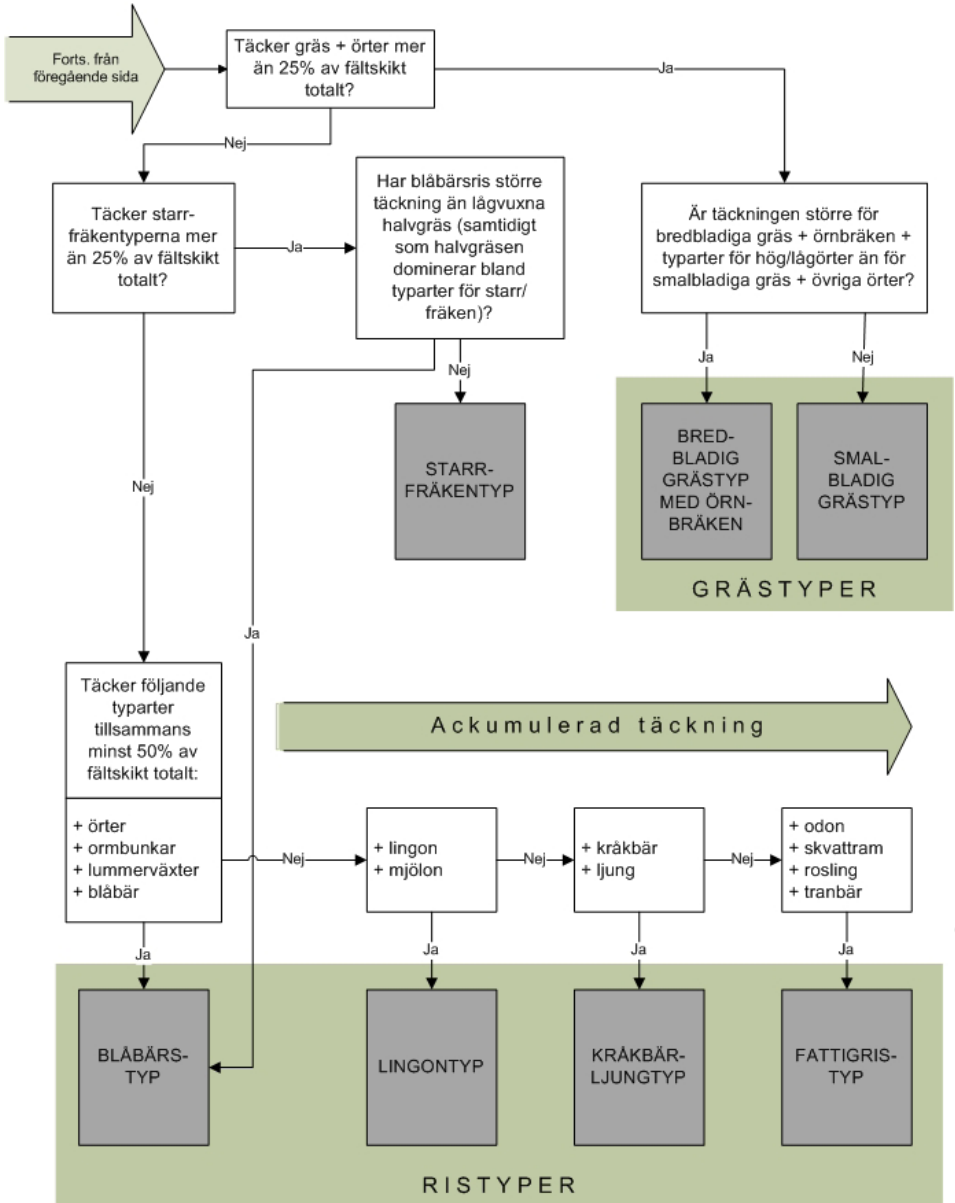 Forts. från
föregående sida
Täcker gräs + örter mer
än 25% av fältskikt
totalt?
Ja
Nej
Täcker starr-
fräkentyperna mer
än 25% av fältskikt
totalt?
Ja
Har blåbärsris större
täckning än lågvuxna
halvgräs (samtidigt
som halvgräsen
dominerar bland
typarter för starr/
fräken)?
Är täckningen större för
bredbladiga gräs + örnbräken +
typarter för hög/lågörter än för
smalbladiga gräs + övriga örter?
Nej
Ja
Nej
STARR-
FRÄKENTYP
BRED-
BLADIG
GRÄSTYP
MED ÖRN-
BRÄKEN
SMAL-
BLADIG
GRÄSTYP
GRÄSTYPER
Nej
Ja
Täcker följande
typarter
tillsammans
minst 50% av
fältskikt totalt:
+ örter
+ ormbunkar
+ lummerväxter
+ blåbär
Ackumulerad täckning
Nej
+ lingon
+ mjölon
Nej
+ kråkbär
+ ljung
Nej
+ odon
+ skvattram
+ rosling
+ tranbär
Ja
Ja
Ja
Ja
BLÅBÄRS-
TYP
LINGONTYP
KRÅKBÄR-
LJUNGTYP
FATTIGRIS-
TYP
RISTYPER